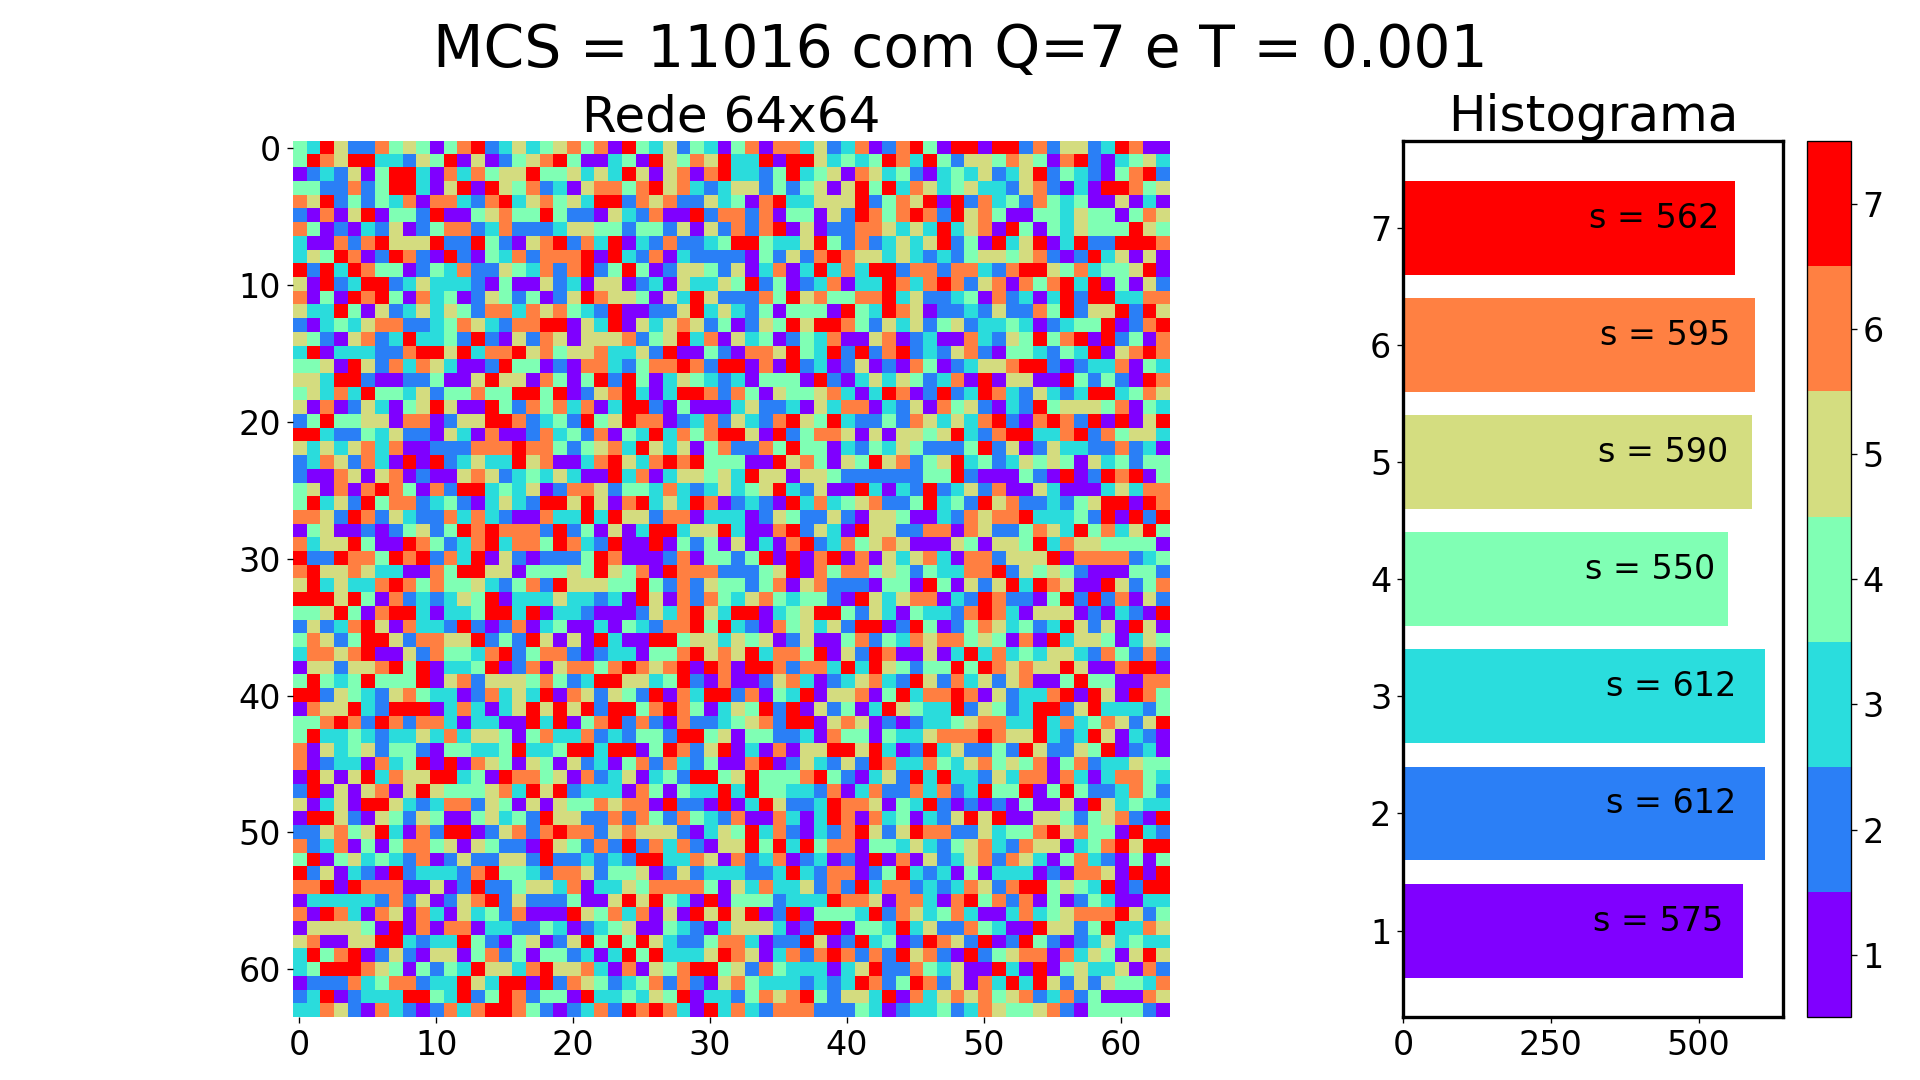 MCS = 11016 com Q=7 e T = 0.001
Rede 64x64
0
10
20
30
40
50
60
0 10 20 30 40 50 60
Histograma
7 s = 562
6 s = 595
5 s = 590
4 s = 550
3 s = 612
2 s = 612
1 s = 575
0 250 500
7
6
5
4
3
2
1